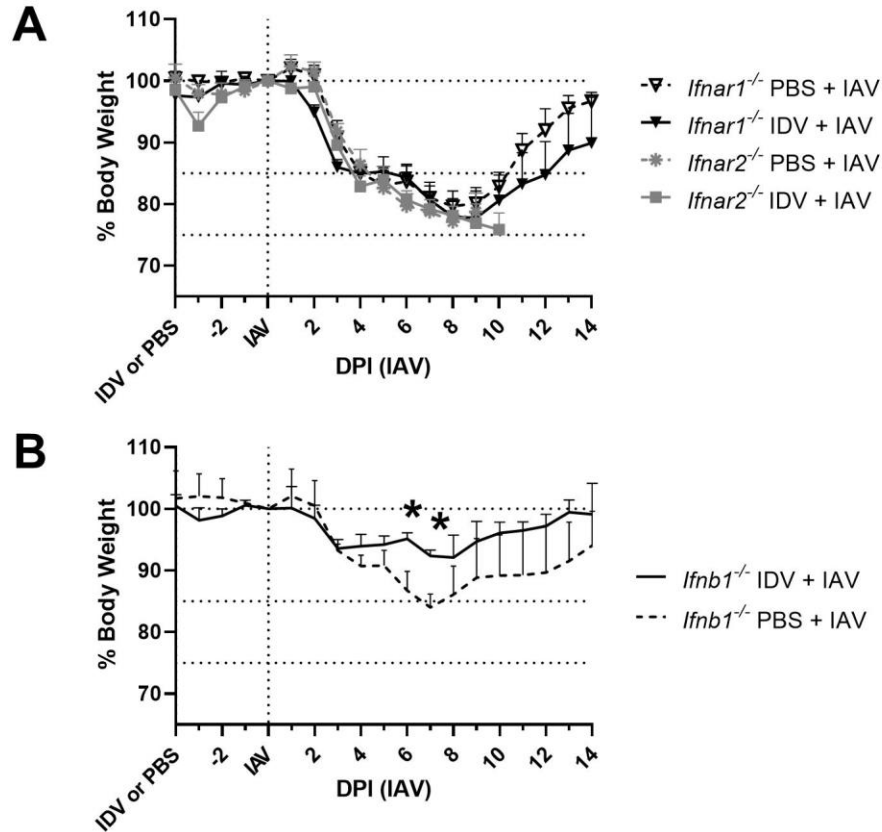 A
110
100
90
80
70
% Body Weight
IDV or PBS
-2
IAV
2
4
6
8
10
12
14
DPI (IAV)
Ifnar1-/- PBS + IAV
Ifnar1-/- IDV + IAV
Ifnar2-/- PBS + IAV
Ifnar2-/- IDV + IAV
B
110
100
90
80
70
% Body Weight
* *
IDV or PBS
-2
IAV
2
4
6
8
10
12
14
DPI (IAV)
Ifnb1-/- IDV + IAV
Ifnb1-/- PBS + IAV